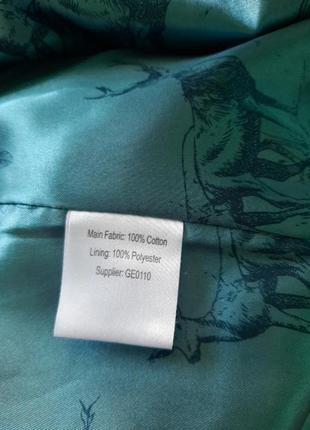 Main Fabric: 100% Cotton
Lining: 100% Polyester
Supplier: GE0110